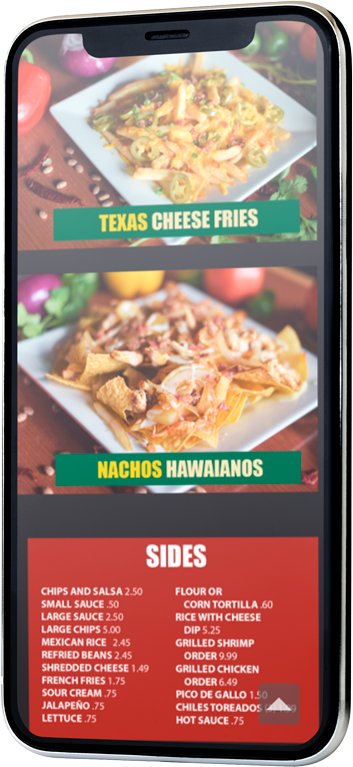 TEXAS CHEESE FRIES
NACHOS HAWAIANOS
SIDES
CHIPS AND SALSA 2.50
SMALL SAUCE .50
LARGE SAUCE 2.50
LARGE CHIPS 5.00
MEXICAN RICE 2.45
REFRIED BEANS 2.45
SHREDDED CHEESE 1.49
FRENCH FRIES 1.75
SOUR CREAM .75
JALAPEÑO .75
LETTUCE .75
FLOUR OR
CORN TORTILLA .60
RICE WITH CHEESE
DIP 5.25
GRILLED SHRIMP
ORDER 9.99
GRILLED CHICKEN
ORDER 6.49
PICO DE GALLO 1.50
CHILES TOREADOS
HOT SAUCE .75